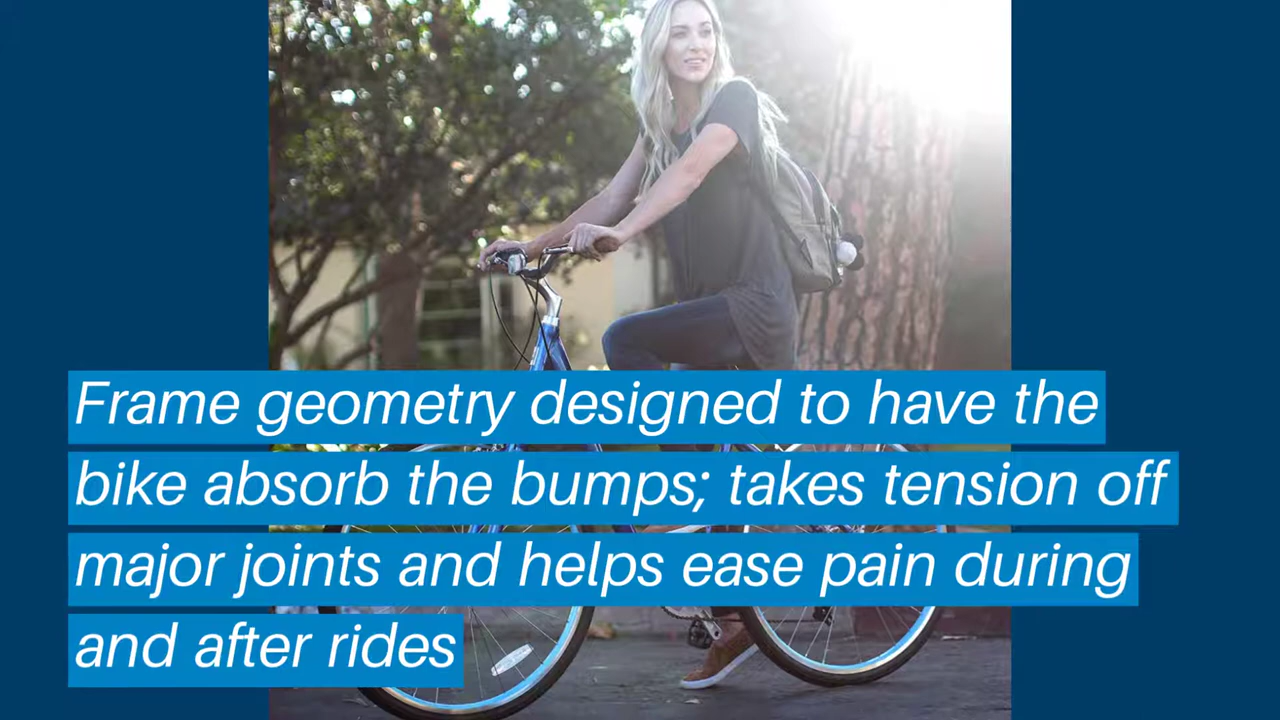 Frame geometry designed to have the
bike absorb the bumps; takes tension off
major joints and helps ease pain during
and after rides